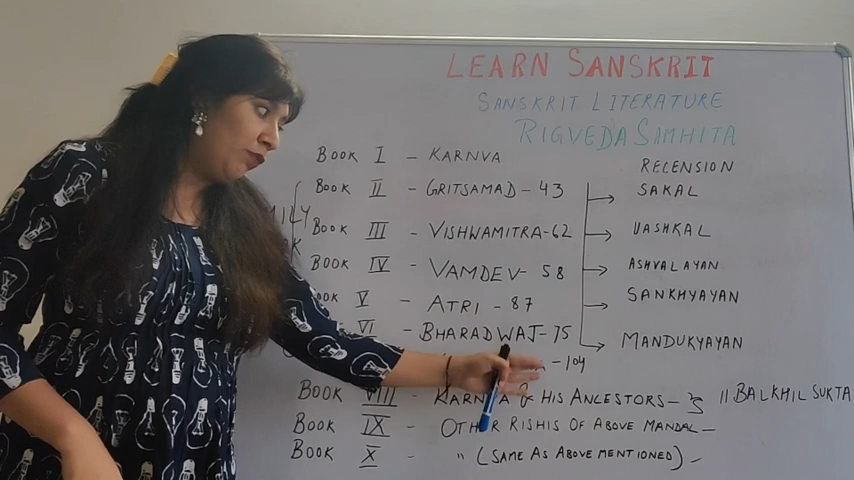 LEARN SANSKRIT
SANSKRIT LITERATURE
RIGVEDA SAMHITA
BOOK I - KARNVA
RECENSION
BOOK II - GRITSAMAD - 43
SAKAL
BOOK III - VISHWAMITRA - 62
VASHKAL
BOOK IV - VAMDEV - 58
ASHVALAYAN
BOOK V - ATRI - 87
SANKHYAYAN
VI - BHARADWAJ - 75
MANDUKYAYAN
- 104
BOOK VIII - KARNVA & HIS ANCESTORS - 11 BALKHIL SUKTA
BOOK IX - OTHER RISHIS OF ABOVE MANDAL -
BOOK X - " (SAME AS ABOVE MENTIONED) -